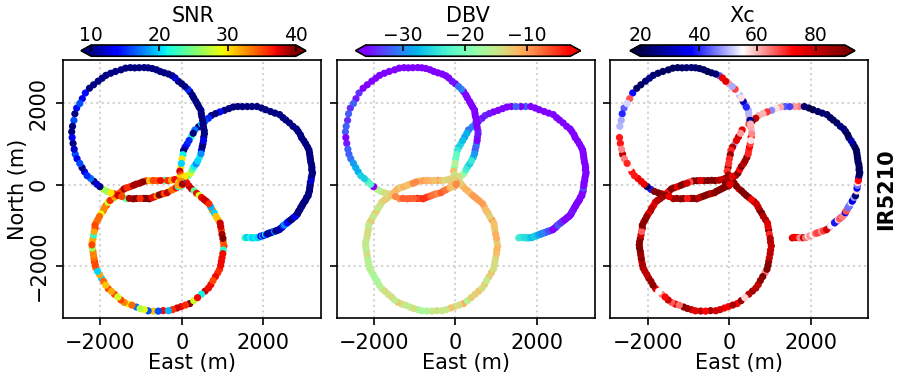 SNR DBV Xc
10 20 30 40 −30 −20 −10 20 40 60 80
2000
0
−2000
North (m)
IR5210
−2000 0 2000 −2000 0 2000 −2000 0 2000
East (m) East (m) East (m)